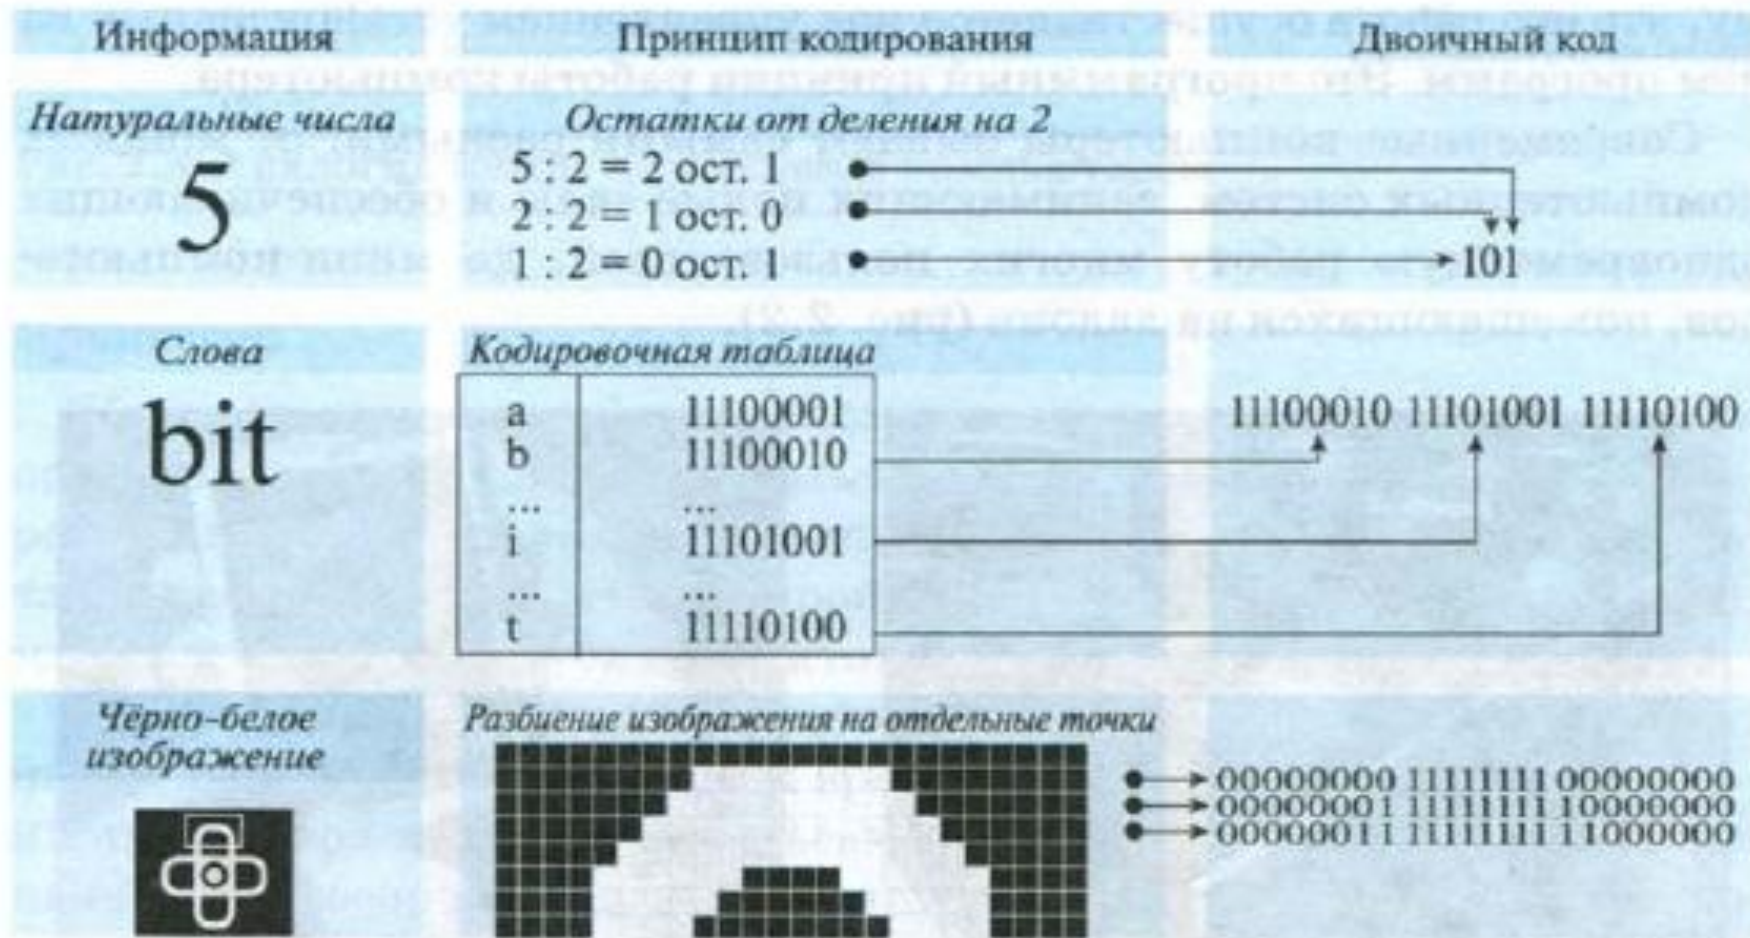 Информация Принцип кодирования Двоичный код
Натуральные числа
5
Остатки от деления на 2
5 : 2 = 2 ост. 1
2 : 2 = 1 ост. 0
1 : 2 = 0 ост. 1
101
Слова
bit
Кодировочная таблица
a 11100001
b 11100010
... ...
i 11101001
... ...
t 11110100
11100010 11101001 11110100
Чёрно-белое
изображение
Разбиение изображения на отдельные точки
00000000 11111111 00000000
00000001 11111111 10000000
00000011 11111111 11000000